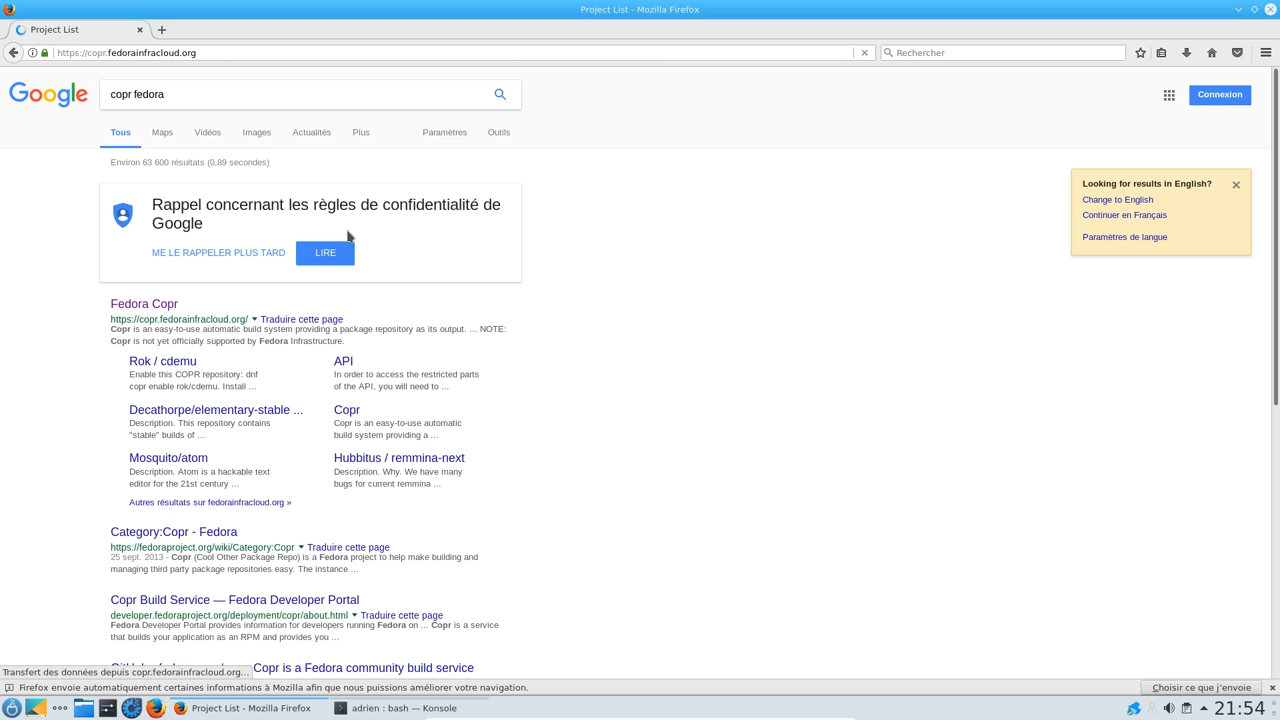 Project List - Mozilla Firefox
Project List
https://copr.fedorainfracloud.org
Rechercher
Google
copr fedora
Connexion
Tous Maps Vidéos Images Actualités Plus Paramètres Outils
Environ 63 600 résultats (0,89 secondes)
Looking for results in English?
Change to English
Continuer en Français
Paramètres de langue
Rappel concernant les règles de confidentialité de
Google
ME LE RAPPELER PLUS TARD LIRE
Fedora Copr
https://copr.fedorainfracloud.org/ Traduire cette page
Copr is an easy-to-use automatic build system providing a package repository as its output. ... NOTE:
Copr is not yet officially supported by Fedora Infrastructure.
Rok / cdemu
Enable this COPR repository: dnf
copr enable rok/cdemu. Install ...
API
In order to access the restricted parts
of the API, you will need to ...
Decathorpe/elementary-stable ...
Description. This repository contains
"stable" builds of ...
Copr
Copr is an easy-to-use automatic
build system providing a ...
Mosquito/atom
Description. Atom is a hackable text
editor for the 21st century ...
Hubbitus / remmina-next
Description. Why. We have many
bugs for current remmina ...
Autres résultats sur fedorainfracloud.org »
Category:Copr - Fedora
https://fedoraproject.org/wiki/Category:Copr Traduire cette page
25 sept. 2013 - Copr (Cool Other Package Repo) is a Fedora project to help make building and
managing third party package repositories easy. The instance ...
Copr Build Service — Fedora Developer Portal
developer.fedoraproject.org/deployment/copr/about.html Traduire cette page
Fedora Developer Portal provides information for developers running Fedora on ... Copr is a service
that builds your application as an RPM and provides you ...
Copr is a Fedora community build service
Transfert des données depuis copr.fedorainfracloud.org...
Firefox envoie automatiquement certaines informations à Mozilla afin que nous puissions améliorer votre navigation.
Choisir ce que j'envoie
Project List - Mozilla Firefox
adrien : bash — Konsole
21:54